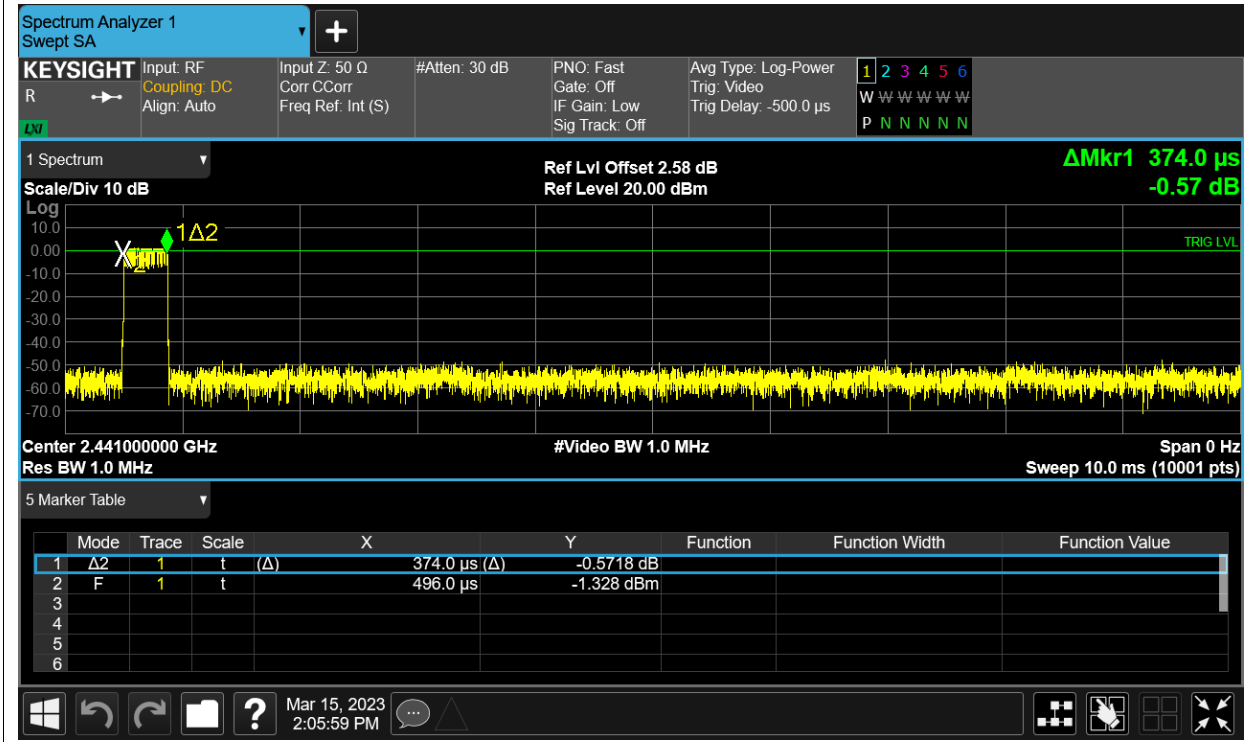 Spectrum Analyzer 1
Swept SA
+
KEYSIGHT
R
LXI
Input: RF
Coupling: DC
Align: Auto
Input Z: 50 Ω
Corr CCorr
Freq Ref: Int (S)
#Atten: 30 dB
PNO: Fast
Gate: Off
IF Gain: Low
Sig Track: Off
Avg Type: Log-Power
Trig: Video
Trig Delay: -500.0 µs
1 2 3 4 5 6
W W W W W W
P N N N N N
1 Spectrum
Scale/Div 10 dB
Ref Lvl Offset 2.58 dB
Ref Level 20.00 dBm
ΔMkr1 374.0 µs
-0.57 dB
Log
10.0
0.00
-10.0
-20.0
-30.0
-40.0
-50.0
-60.0
-70.0
X
2
1Δ2
TRIG LVL
Center 2.441000000 GHz
Res BW 1.0 MHz
#Video BW 1.0 MHz
Span 0 Hz
Sweep 10.0 ms (10001 pts)
5 Marker Table
Mode Trace Scale X Y Function Function Width Function Value
1 Δ2 1 t (Δ) 374.0 µs (Δ) -0.5718 dB
2 F 1 t 496.0 µs -1.328 dBm
3
4
5
6
?
Mar 15, 2023
2:05:59 PM